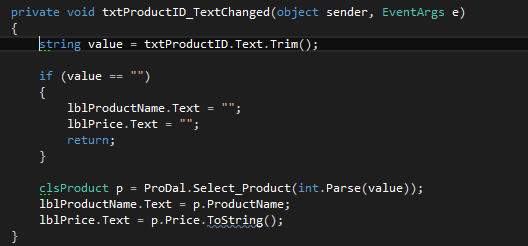 private void txtProductID_TextChanged(object sender, EventArgs e)
{
string value = txtProductID.Text.Trim();
if (value == "")
{
lblProductName.Text = "";
lblPrice.Text = "";
return;
}
clsProduct p = ProDal.Select_Product(int.Parse(value));
lblProductName.Text = p.ProductName;
lblPrice.Text = p.Price.ToString();
}